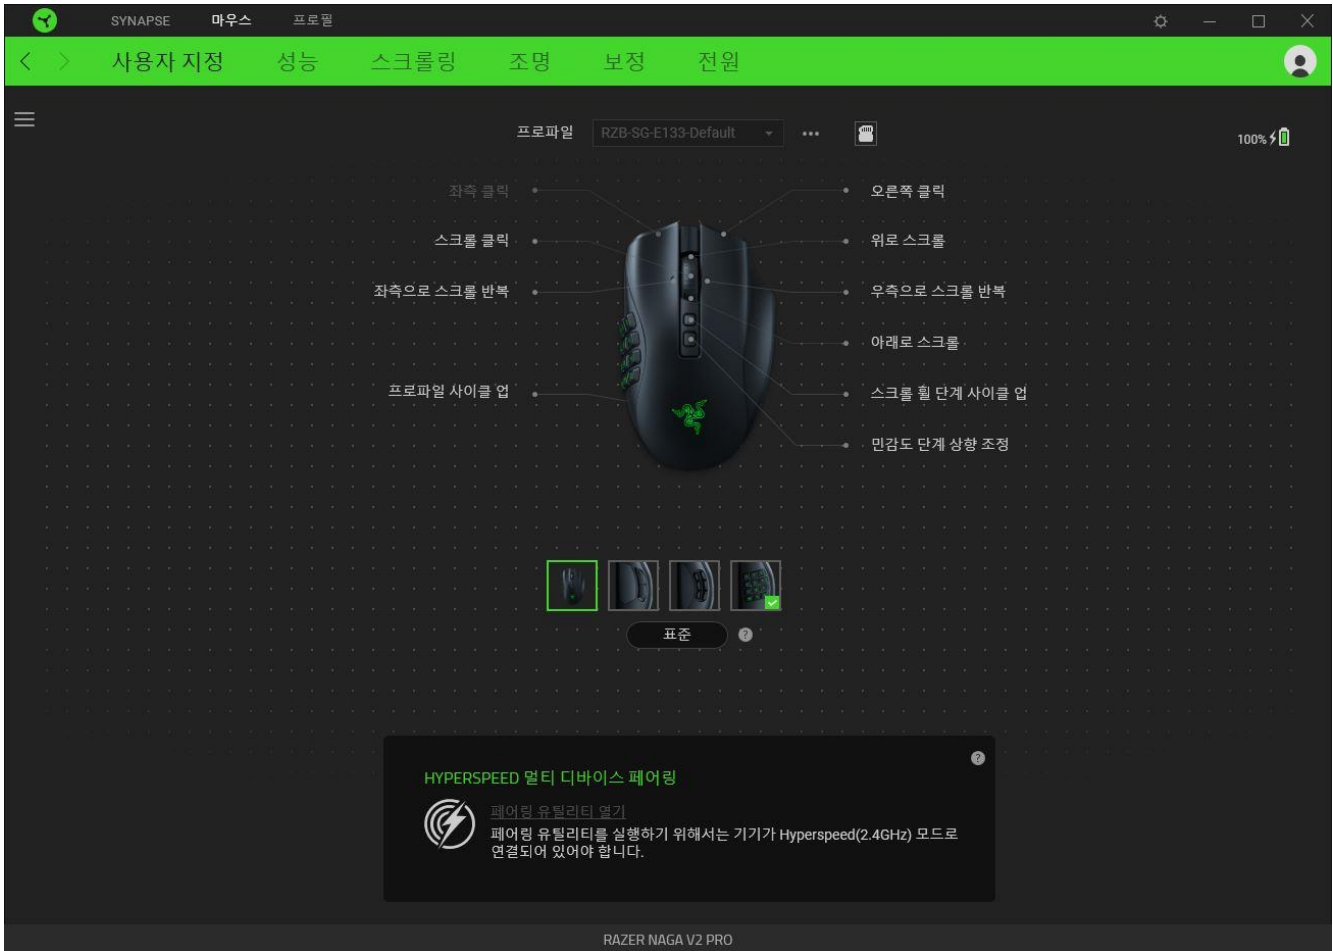 SYNAPSE 마우스 프로필
사용자 지정 성능 스크롤링 조명 보정 전원
프로파일 RZB-SG-E133-Default
100%
좌측 클릭 오른쪽 클릭
스크롤 클릭 위로 스크롤
좌측으로 스크롤 반복 우측으로 스크롤 반복
아래로 스크롤
프로파일 사이클 업 스크롤 휠 단계 사이클 업
민감도 단계 상향 조정
표준 ?
?
HYPERSPEED 멀티 디바이스 페어링
페어링 유틸리티 열기
페어링 유틸리티를 실행하기 위해서는 기기가 Hyperspeed(2.4GHz) 모드로
연결되어 있어야 합니다.
RAZER NAGA V2 PRO